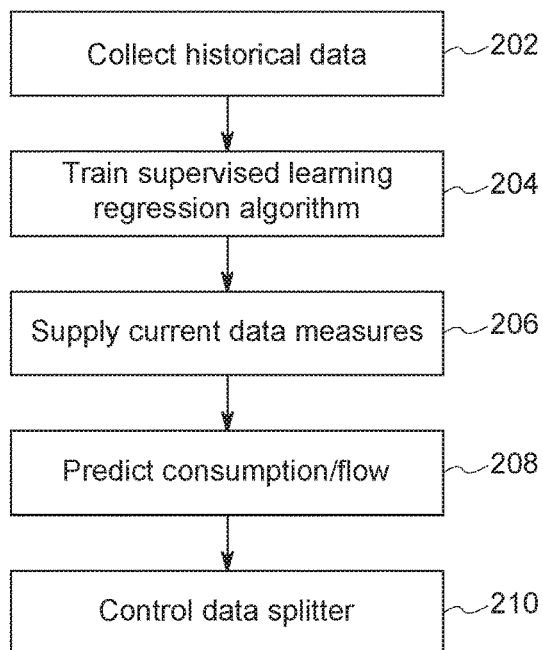 Collect historical data
202
Train supervised learning
regression algorithm
204
Supply current data measures
206
Predict consumption/flow
208
Control data splitter
210